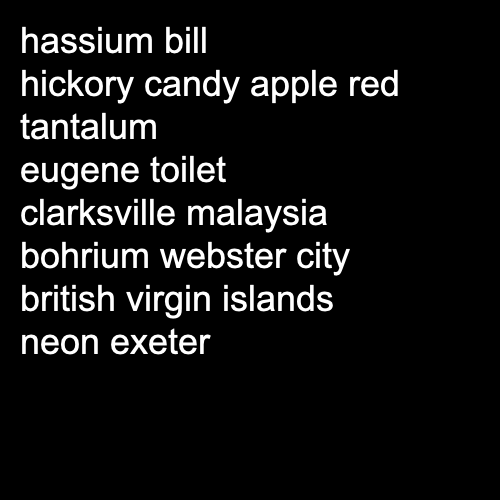 hassium bill
hickory candy apple red
tantalum
eugene toilet
clarksville malaysia
bohrium webster city
british virgin islands
neon exeter